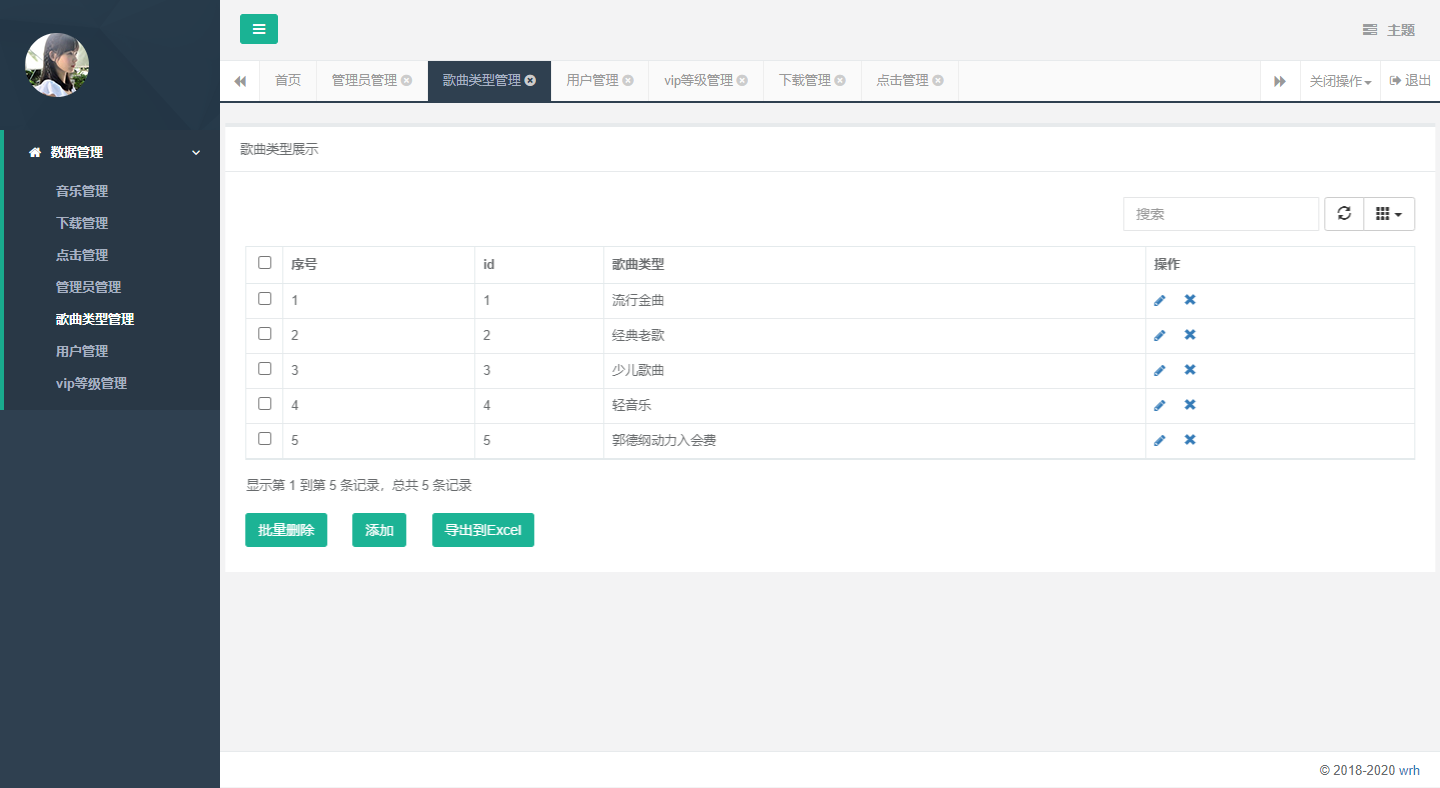 主题
首页 管理员管理 歌曲类型管理 用户管理 vip等级管理 下载管理 点击管理 关闭操作 退出
数据管理
音乐管理
下载管理
点击管理
管理员管理
歌曲类型管理
用户管理
vip等级管理
歌曲类型展示
搜索
序号 id 歌曲类型 操作
1 1 流行金曲
2 2 经典老歌
3 3 少儿歌曲
4 4 轻音乐
5 5 郭德纲动力入会费
显示第 1 到第 5 条记录，总共 5 条记录
批量删除 添加 导出到Excel
© 2018-2020 wrh